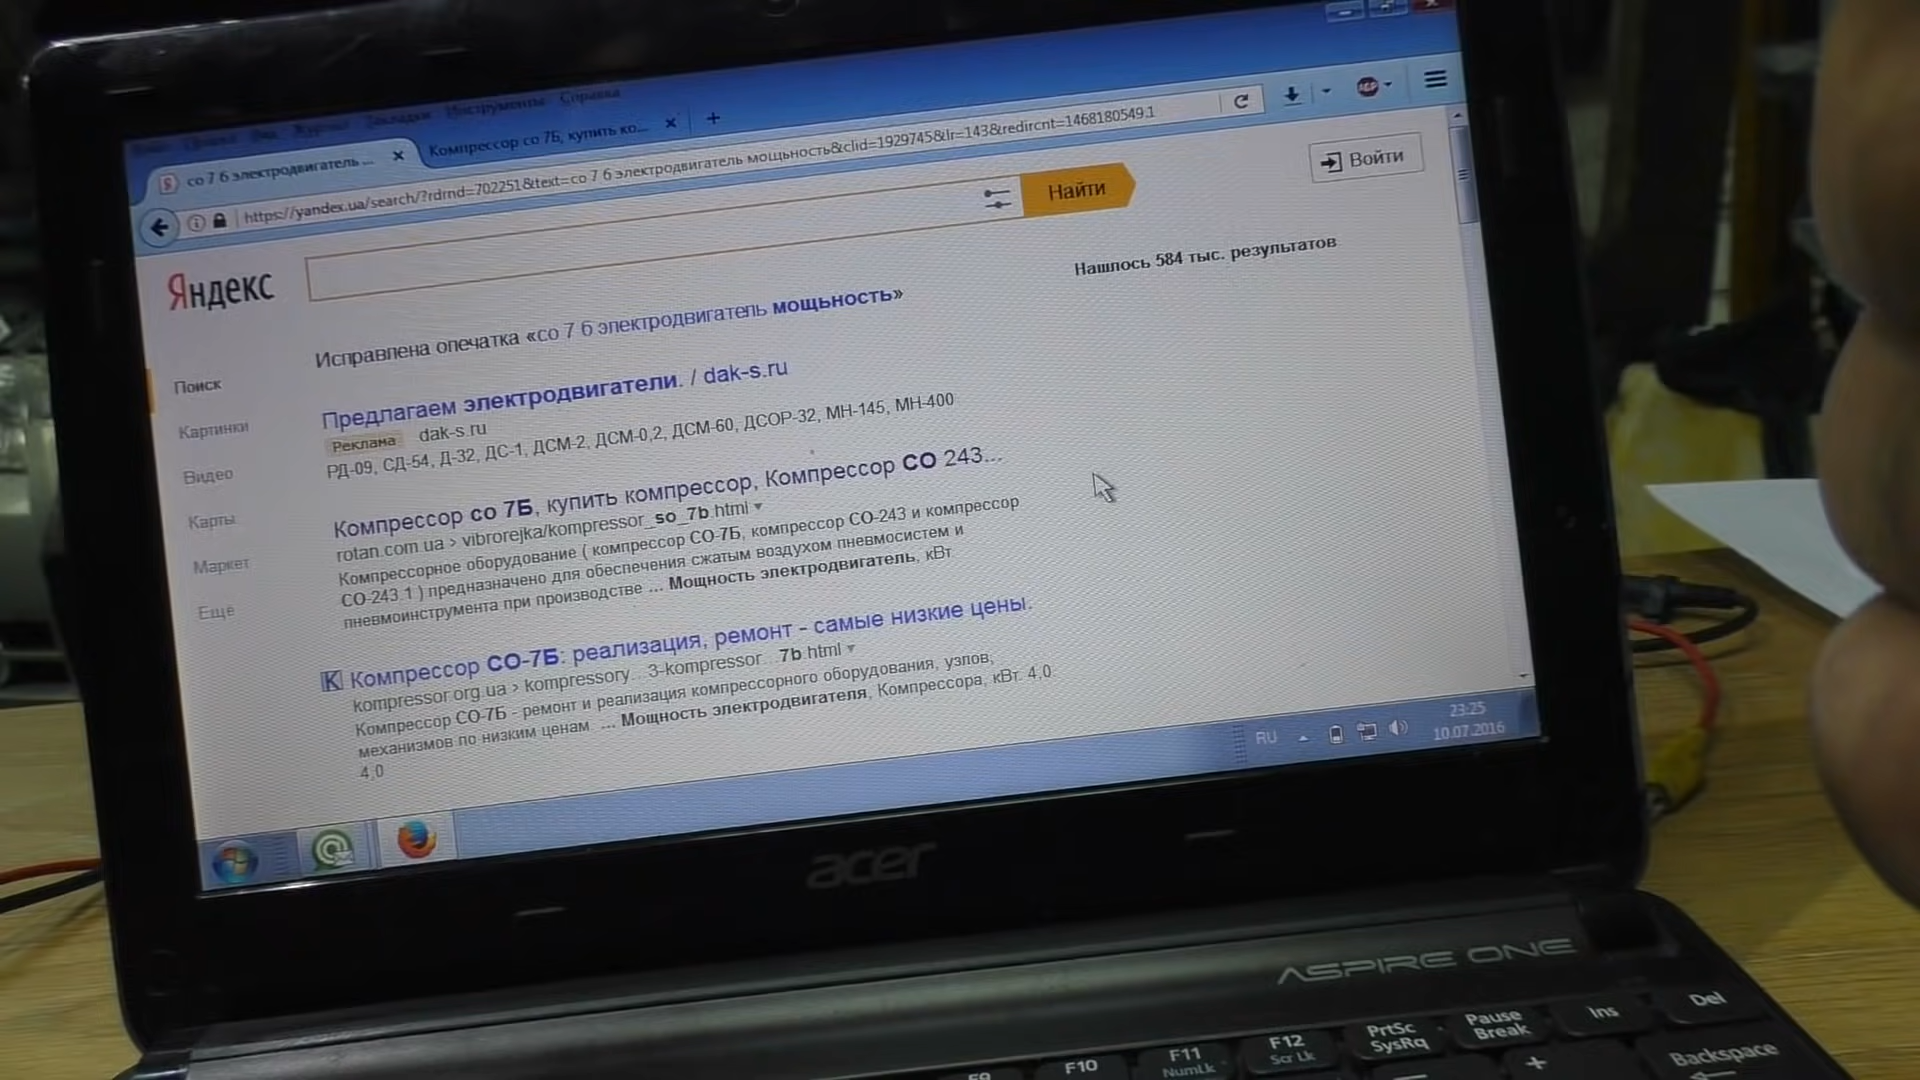 Закладки Инструменты Справка
со 7 б электродвигатель ...
Компрессор со 7Б, купить ко...
https://yandex.ua/search/?rdrnd=702251&text=со 7 б электродвигатель мощьность&clid=1929745&lr=143&redircnt=1468180549.1
Войти
Яндекс
Найти
Нашлось 584 тыс. результатов
Исправлена опечатка «со 7 б электродвигатель мощьность»
Поиск
Картинки
Видео
Карты
Маркет
Ещё
Предлагаем электродвигатели. / dak-s.ru
Реклама dak-s.ru
РД-09, СД-54, Д-32, ДС-1, ДСМ-2, ДСМ-0,2, ДСМ-60, ДСОР-32, МН-145, МН-400
Компрессор со 7Б, купить компрессор, Компрессор СО 243...
rotan.com.ua > vibrorejka/kompressor_so_7b.html
Компрессорное оборудование ( компрессор СО-7Б, компрессор СО-243 и компрессор
СО-243.1 ) предназначено для обеспечения сжатым воздухом пневмосистем и
пневмоинструмента при производстве ... Мощность электродвигатель, кВт.
К Компрессор СО-7Б: реализация, ремонт - самые низкие цены.
kompressor.org.ua > kompressory...3-kompressor...7b.html
Компрессор СО-7Б - ремонт и реализация компрессорного оборудования, узлов,
механизмов по низким ценам. ... Мощность электродвигателя, Компрессора, кВт. 4,0
4,0
RU
23:25
10.07.2016
acer
ASPIRE ONE
F9
F10
F11
NumLk
F12
Scr Lk
PrtSc
SysRq
Pause
Break
Ins
Del
Backspace